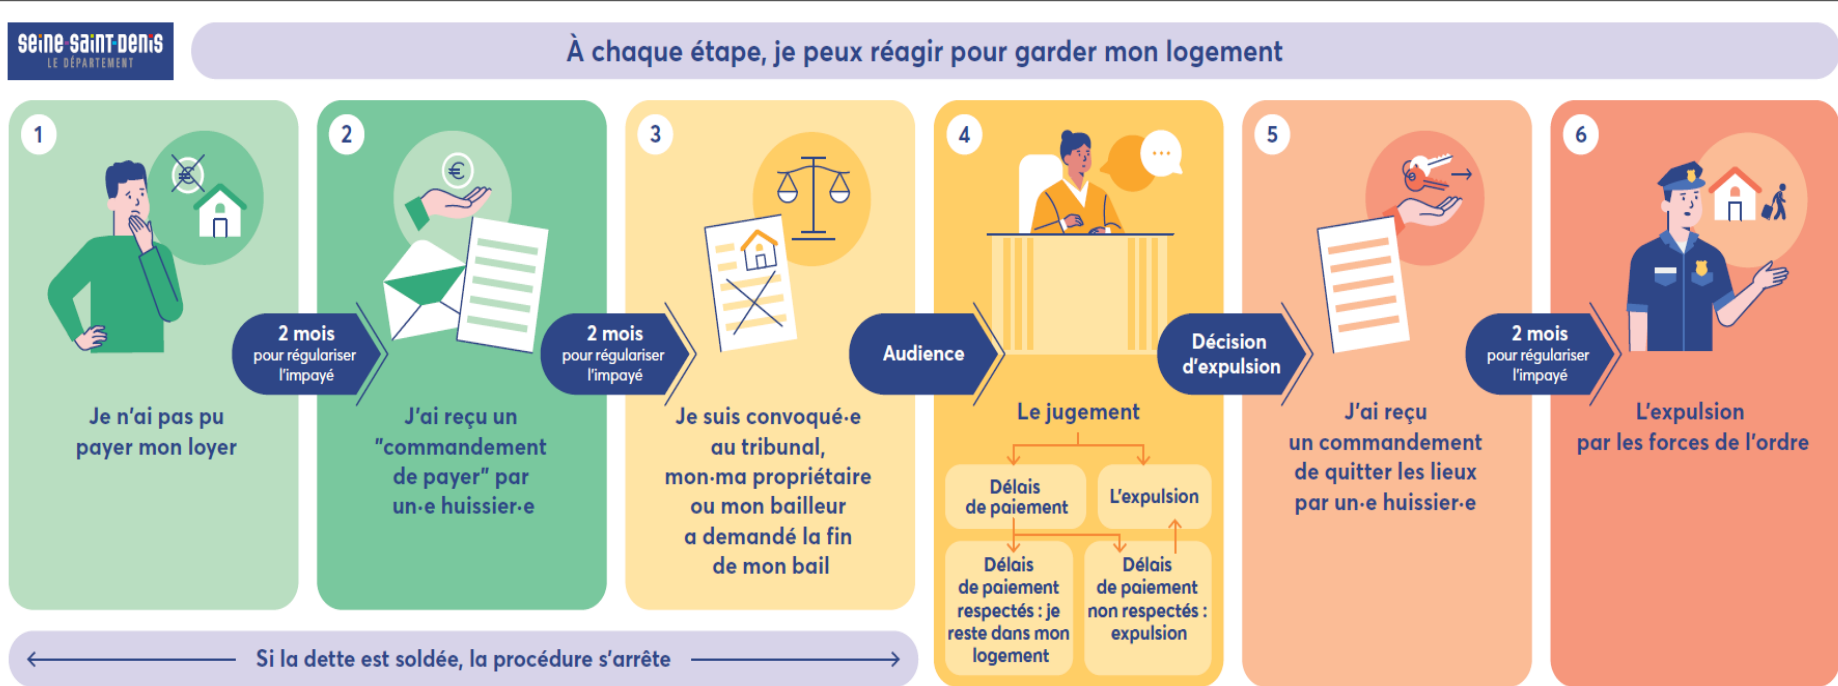 seine-saint-Denis
LE DÉPARTEMENT
À chaque étape, je peux réagir pour garder mon logement
1
Je n'ai pas pu
payer mon loyer
2 mois
pour régulariser
l'impayé
2
€
J'ai reçu un
"commandement
de payer" par
un·e huissier·e
2 mois
pour régulariser
l'impayé
3
Je suis convoqué·e
au tribunal,
mon·ma propriétaire
ou mon bailleur
a demandé la fin
de mon bail
Audience
4
Le jugement
Délais
de paiement
L'expulsion
Délais
de paiement
respectés : je
reste dans mon
logement
Délais
de paiement
non respectés :
expulsion
Décision
d'expulsion
5
J'ai reçu
un commandement
de quitter les lieux
par un·e huissier·e
2 mois
pour régulariser
l'impayé
6
L'expulsion
par les forces de l'ordre
Si la dette est soldée, la procédure s'arrête